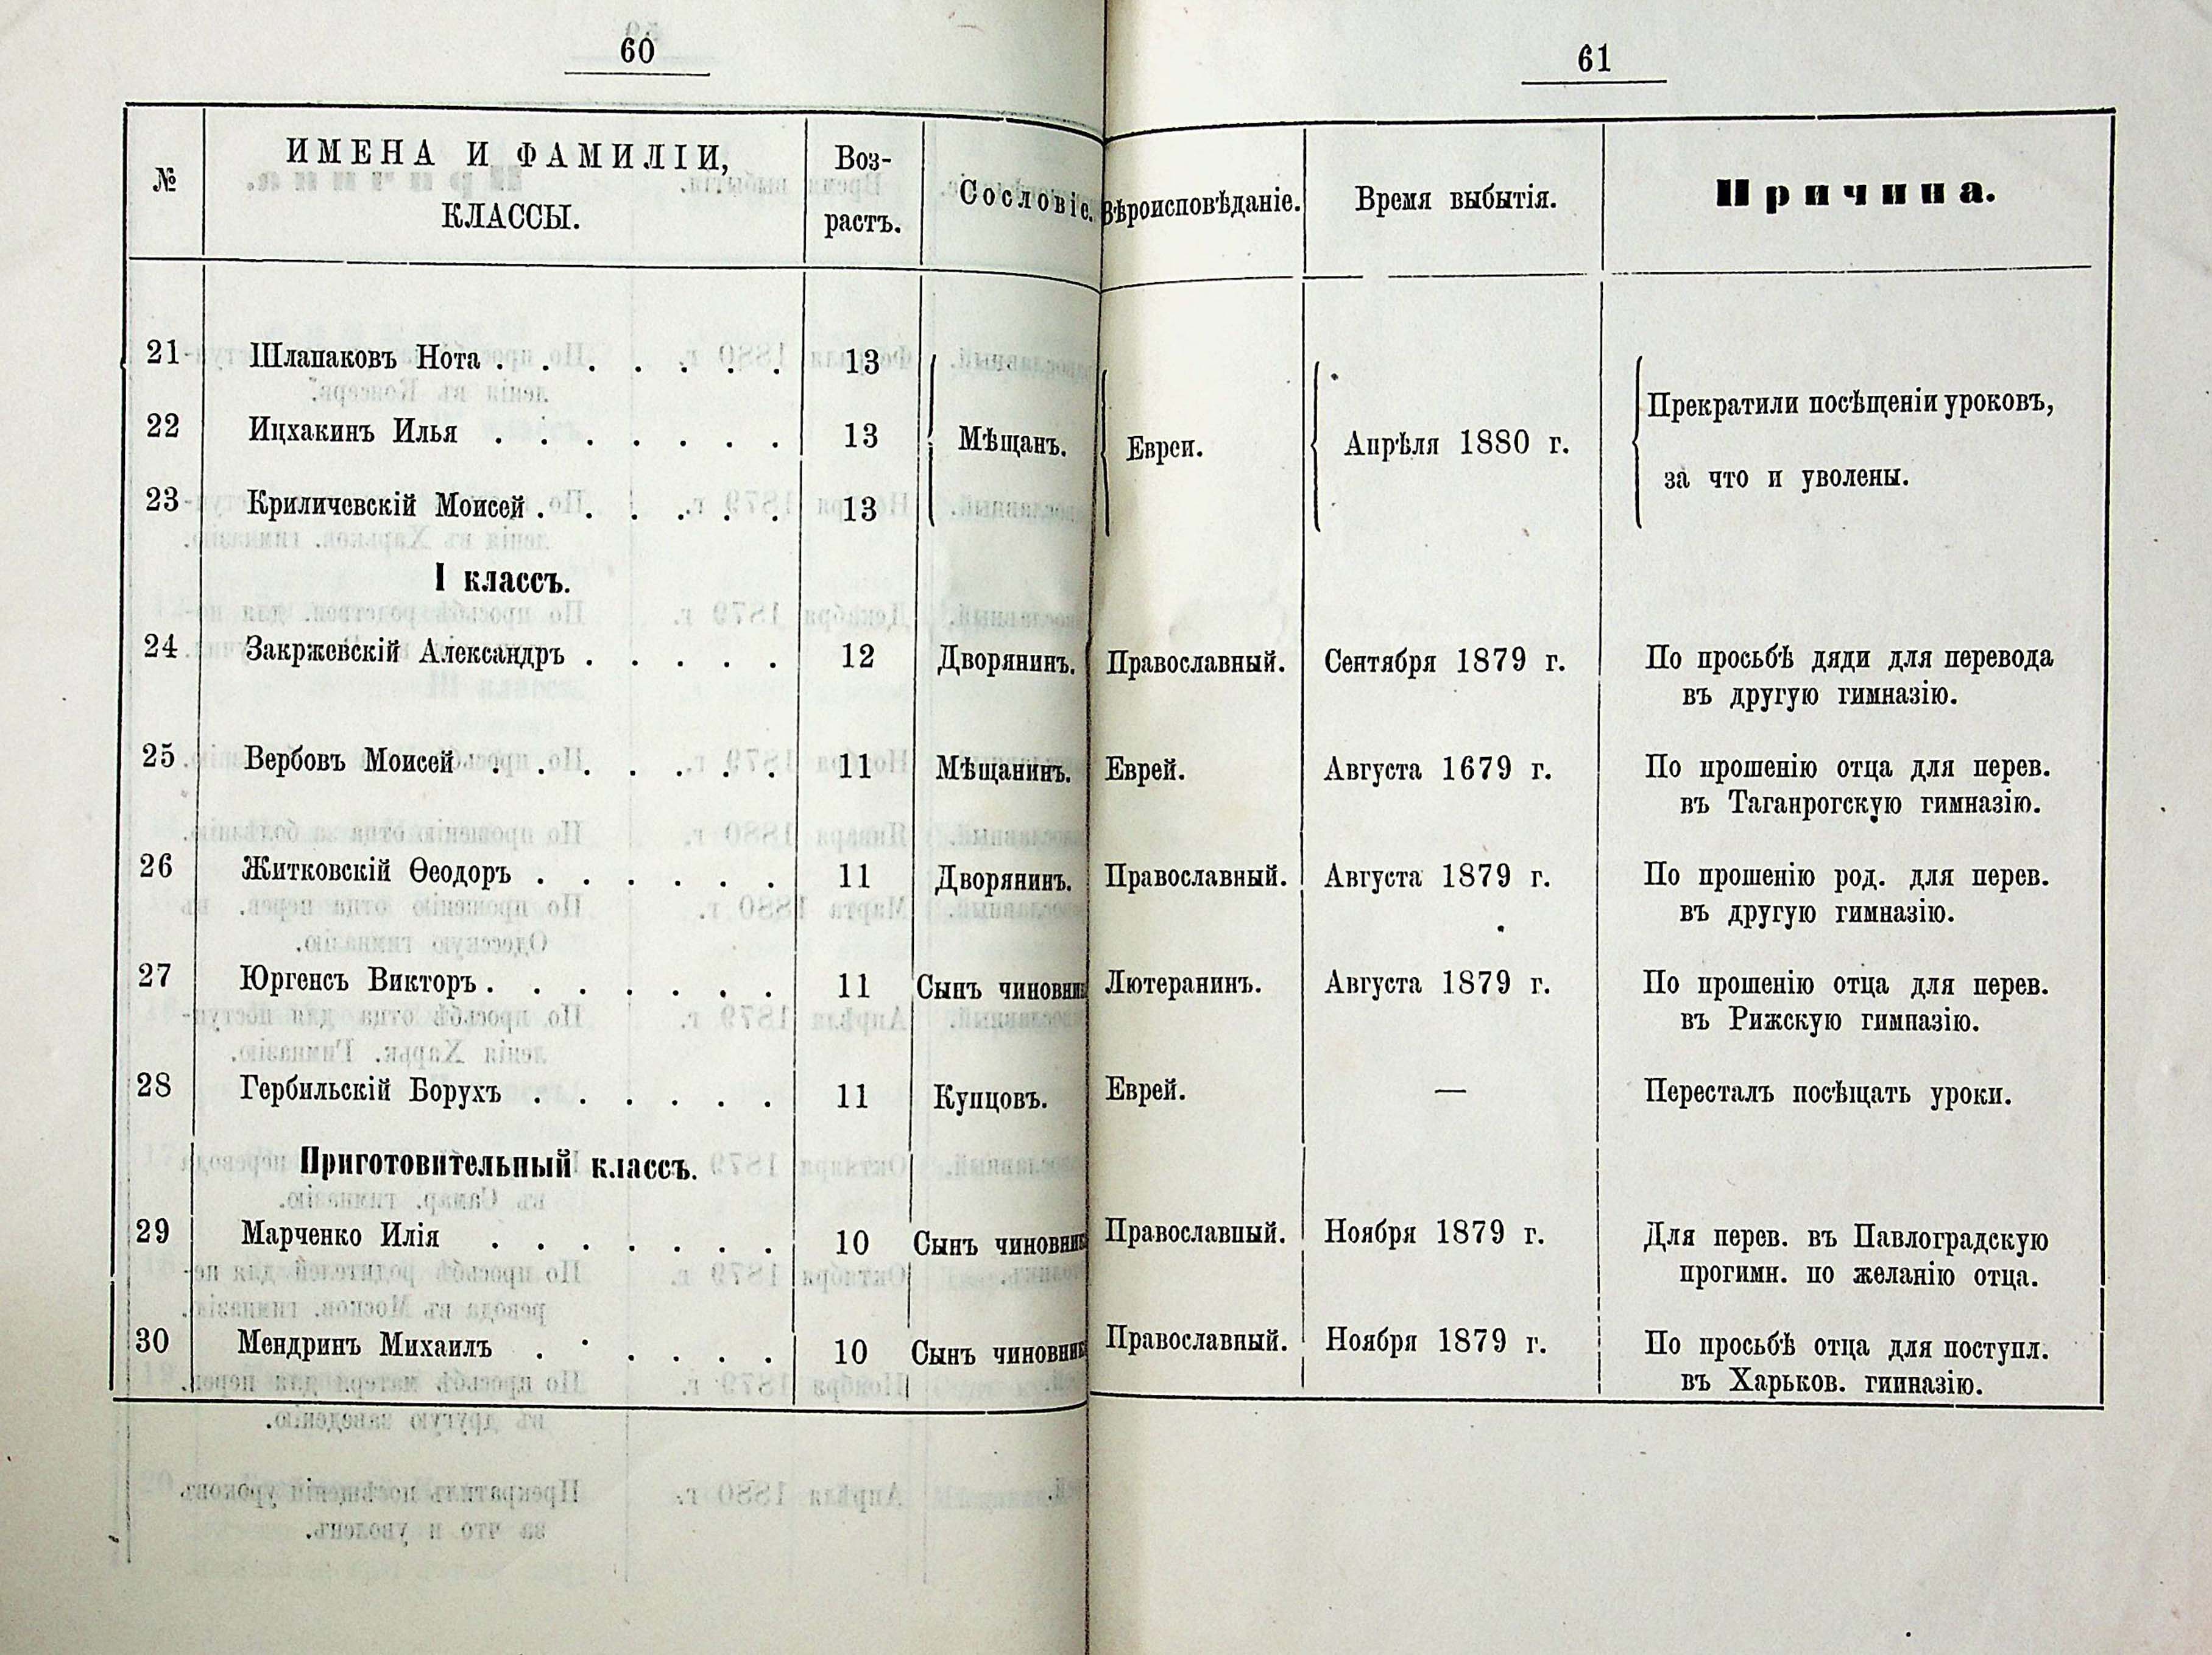 60
№
ИМЕНА И ФАМИЛІИ,
КЛАССЫ.
Воз-
растъ.
Сословіе.
21 Шлапаковъ Нота . . . . . . . 13
22 Ицхакинъ Илья . . . . . . . 13
Мѣщанъ.
23 Криличевскій Моисей . . . . . . 13
I классъ.
24 Закржевскій Александръ . . . . . 12 Дворянинъ.
25 Вербовъ Моисей . . . . . . . 11 Мѣщанинъ.
26 Житковскій Ѳеодоръ . . . . . . 11 Дворянинъ.
27 Юргенсъ Викторъ . . . . . . . 11 Сынъ чиновник
28 Гербильскій Борухъ . . . . . . 11 Купцовъ.
Приготовительный классъ.
29 Марченко Илія . . . . . . . 10 Сынъ чиновник
30 Мендринъ Михаилъ . . . . . . 10 Сынъ чиновник
61
Вѣроисповѣданіе.
Время выбытія.
Причина.
Евреи.
Апрѣля 1880 г.
Прекратили посѣщеніи уроковъ,
за что и уволены.
Православный. Сентября 1879 г. По просьбѣ дяди для перевода
въ другую гимназію.
Еврей. Августа 1679 г. По прошенію отца для перев.
въ Таганрогскую гимназію.
Православный. Августа 1879 г. По прошенію род. для перев.
въ другую гимназію.
Лютеранинъ. Августа 1879 г. По прошенію отца для перев.
въ Рижскую гимназію.
Еврей. — Пересталъ посѣщать уроки.
Православный. Ноября 1879 г. Для перев. въ Павлоградскую
прогимн. по желанію отца.
Православный. Ноября 1879 г. По просьбѣ отца для поступл.
въ Харьков. гииназію.